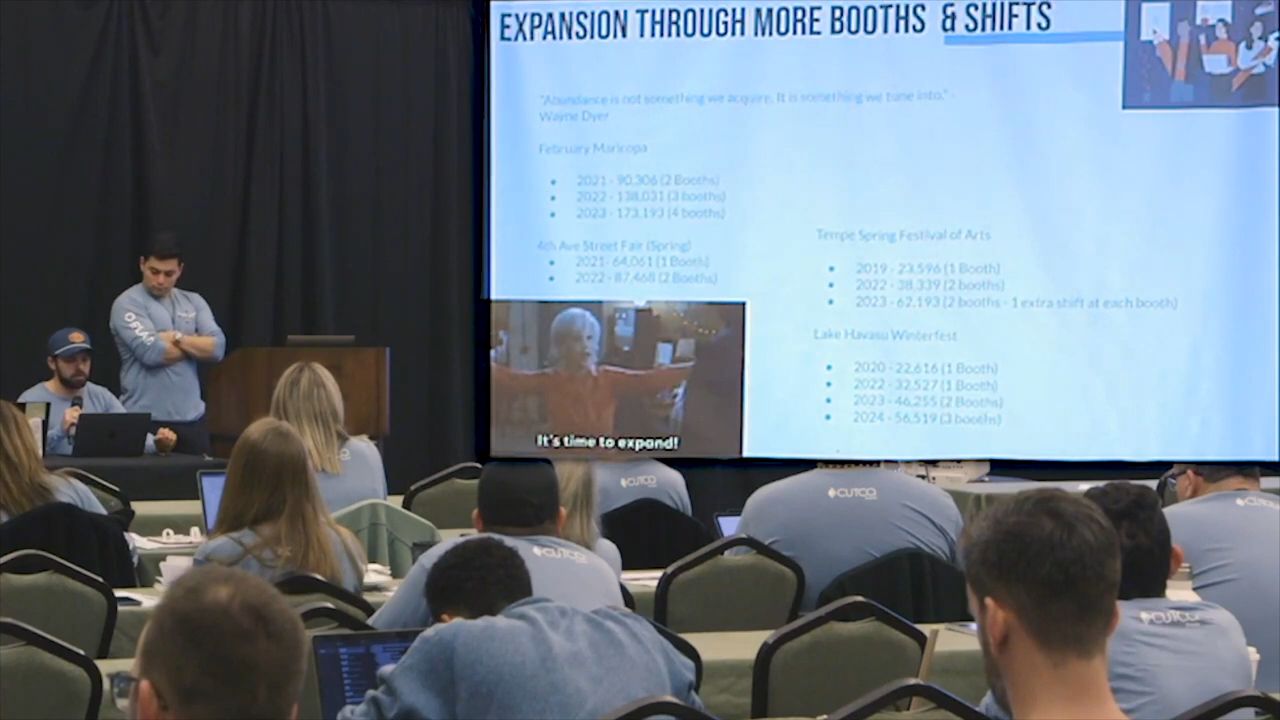 EXPANSION THROUGH MORE BOOTHS & SHIFTS
"Abundance is not something we acquire. It is something we tune into." -
Wayne Dyer
February Maricopa
• 2021 - 90,306 (2 Booths)
• 2022 - 138,031 (3 booths)
• 2023 - 173,193 (4 booths)
4th Ave Street Fair (Spring)
• 2021- 64,061 (1 Booth)
• 2022 - 87,468 (2 Booths)
Tempe Spring Festival of Arts
• 2019 - 23,596 (1 Booth)
• 2022 - 38,339 (2 booths)
• 2023 - 62,193 (2 booths - 1 extra shift at each booth)
Lake Havasu Winterfest
• 2020 - 22,616 (1 Booth)
• 2022 - 32,527 (1 Booth)
• 2023 - 46,255 (2 Booths)
• 2024 - 56,519 (3 booths)
It's time to expand!
CUTCO
CUTCO
CUTCO
CUTCO